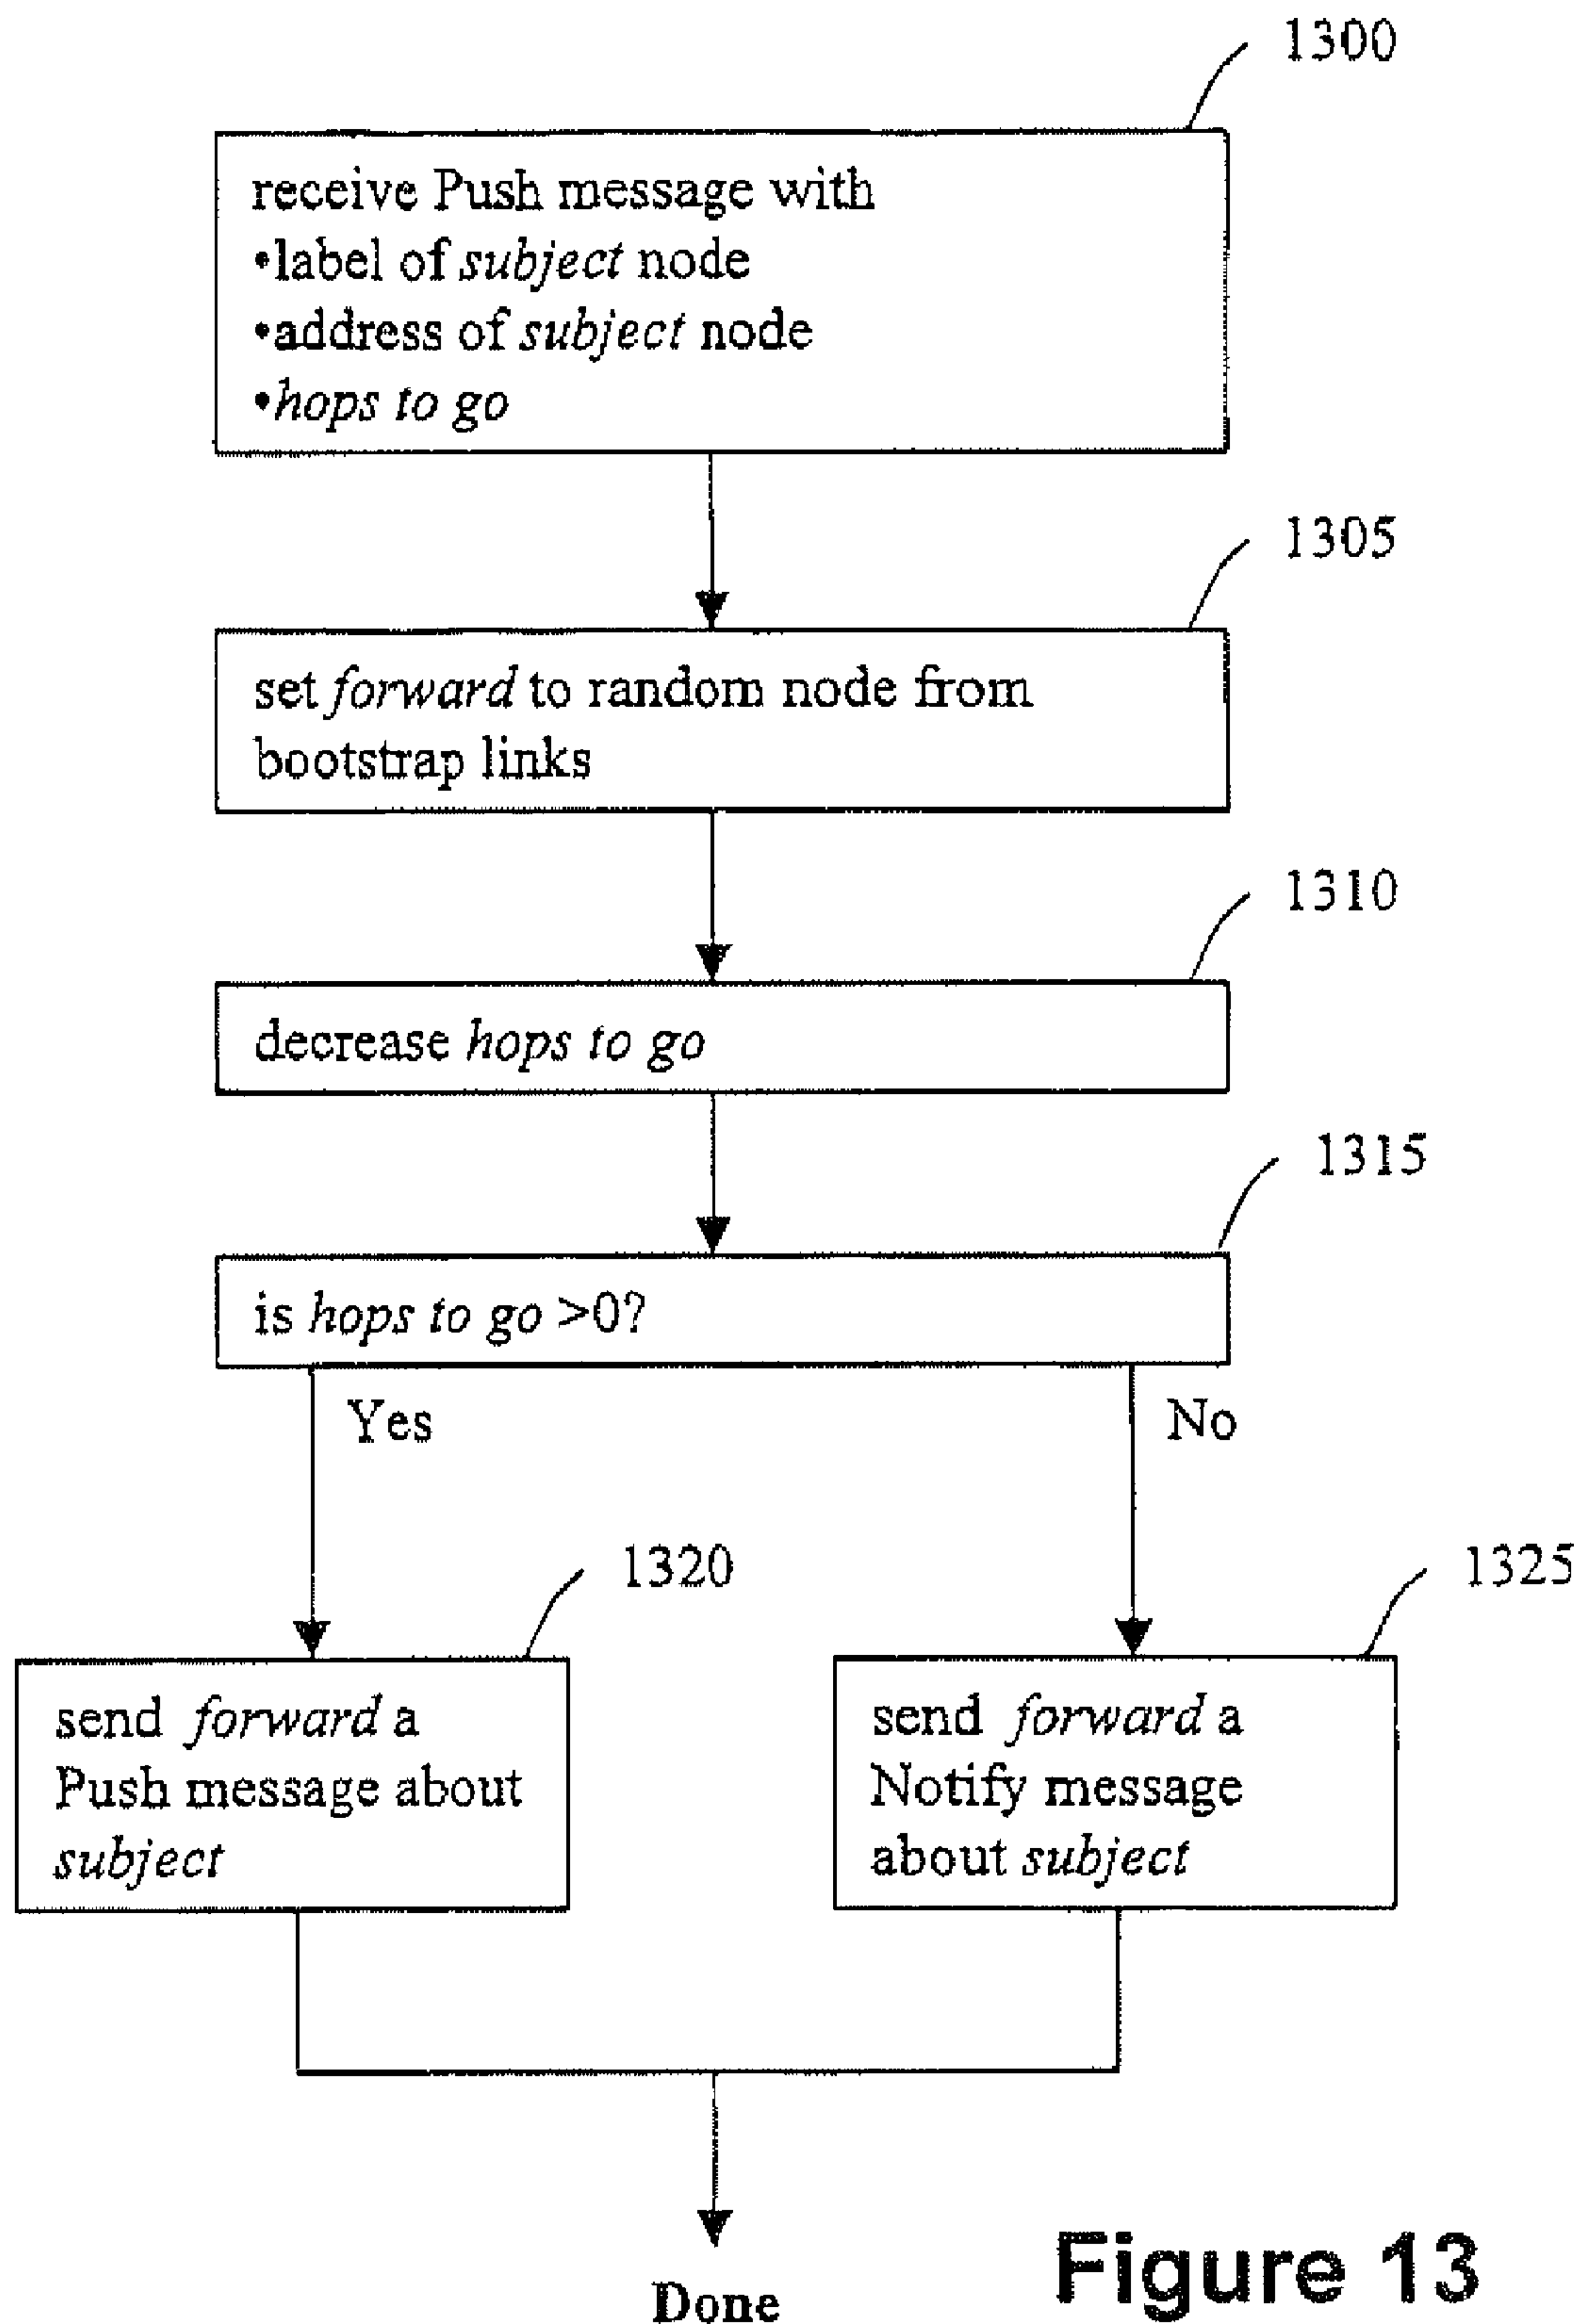 1300
receive Push message with
•label of subject node
•address of subject node
•hops to go
1305
set forward to random node from
bootstrap links
1310
decrease hops to go
1315
is hops to go >0?
Yes
No
1320
1325
send forward a
Push message about
subject
send forward a
Notify message
about subject
Done
Figure 13